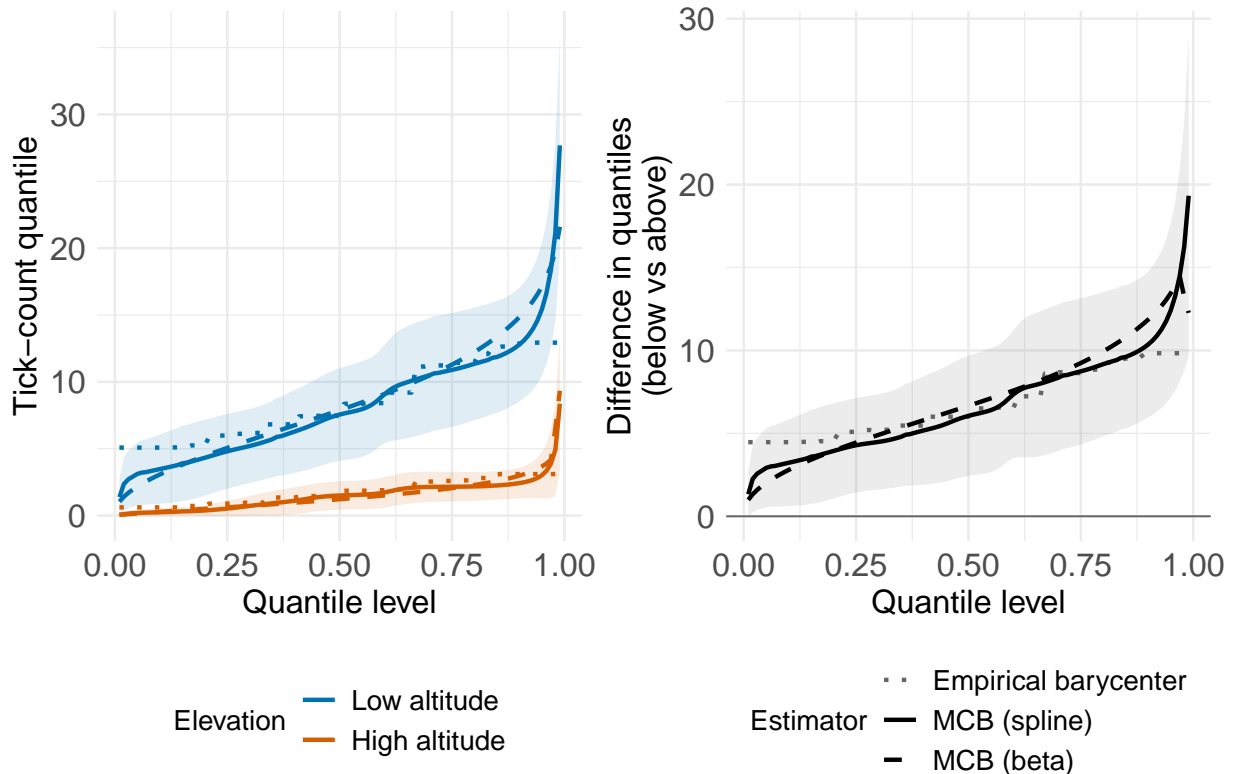 Tick−count quantile
30
20
10
0
0.00 0.25 0.50 0.75 1.00
Quantile level
Difference in quantiles
(below vs above)
30
20
10
0
0.00 0.25 0.50 0.75 1.00
Quantile level
Elevation
Low altitude
High altitude
Estimator
Empirical barycenter
MCB (spline)
MCB (beta)